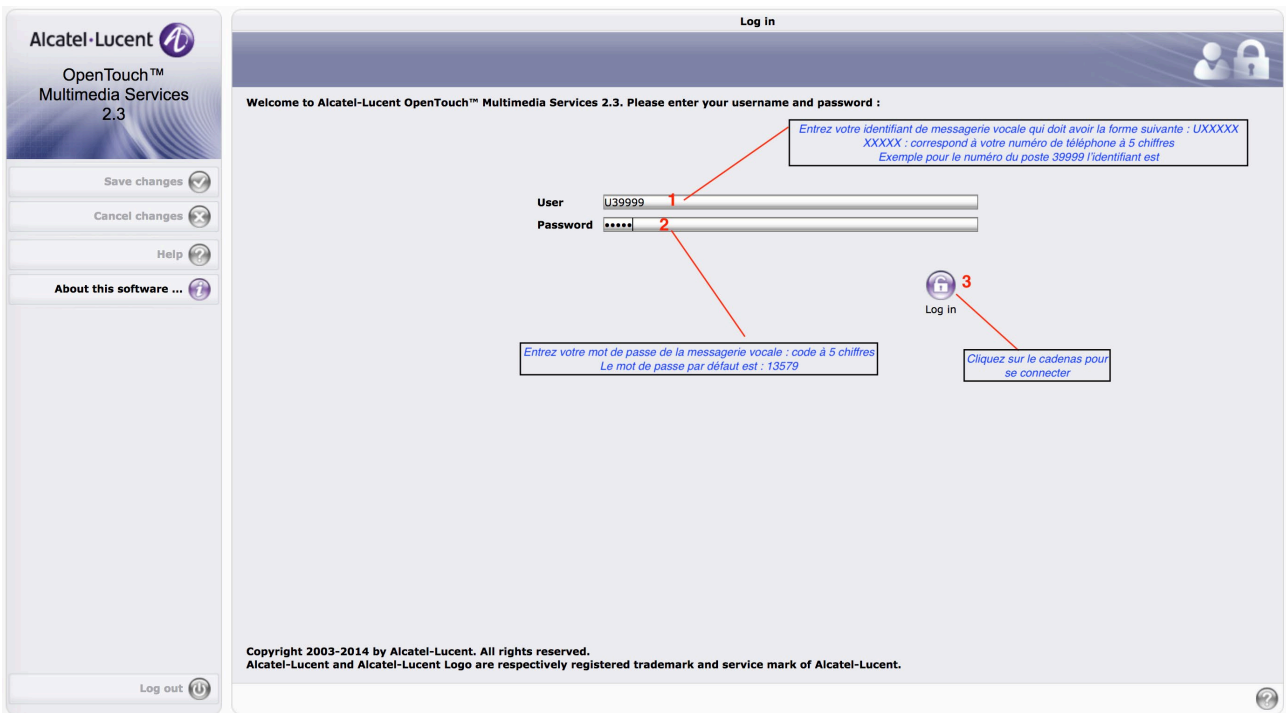 Alcatel·Lucent
OpenTouch™
Multimedia Services
2.3
Save changes
Cancel changes
Help
About this software ...
Log out
Log in
Welcome to Alcatel-Lucent OpenTouch™ Multimedia Services 2.3. Please enter your username and password :
Entrez votre identifiant de messagerie vocale qui doit avoir la forme suivante : UXXXXX
XXXXX : correspond à votre numéro de téléphone à 5 chiffres
Exemple pour le numéro du poste 39999 l'identifiant est
User U39999 1
Password ••••• 2
3
Log in
Entrez votre mot de passe de la messagerie vocale : code à 5 chiffres
Le mot de passe par défaut est : 13579
Cliquez sur le cadenas pour
se connecter
Copyright 2003-2014 by Alcatel-Lucent. All rights reserved.
Alcatel-Lucent and Alcatel-Lucent Logo are respectively registered trademark and service mark of Alcatel-Lucent.